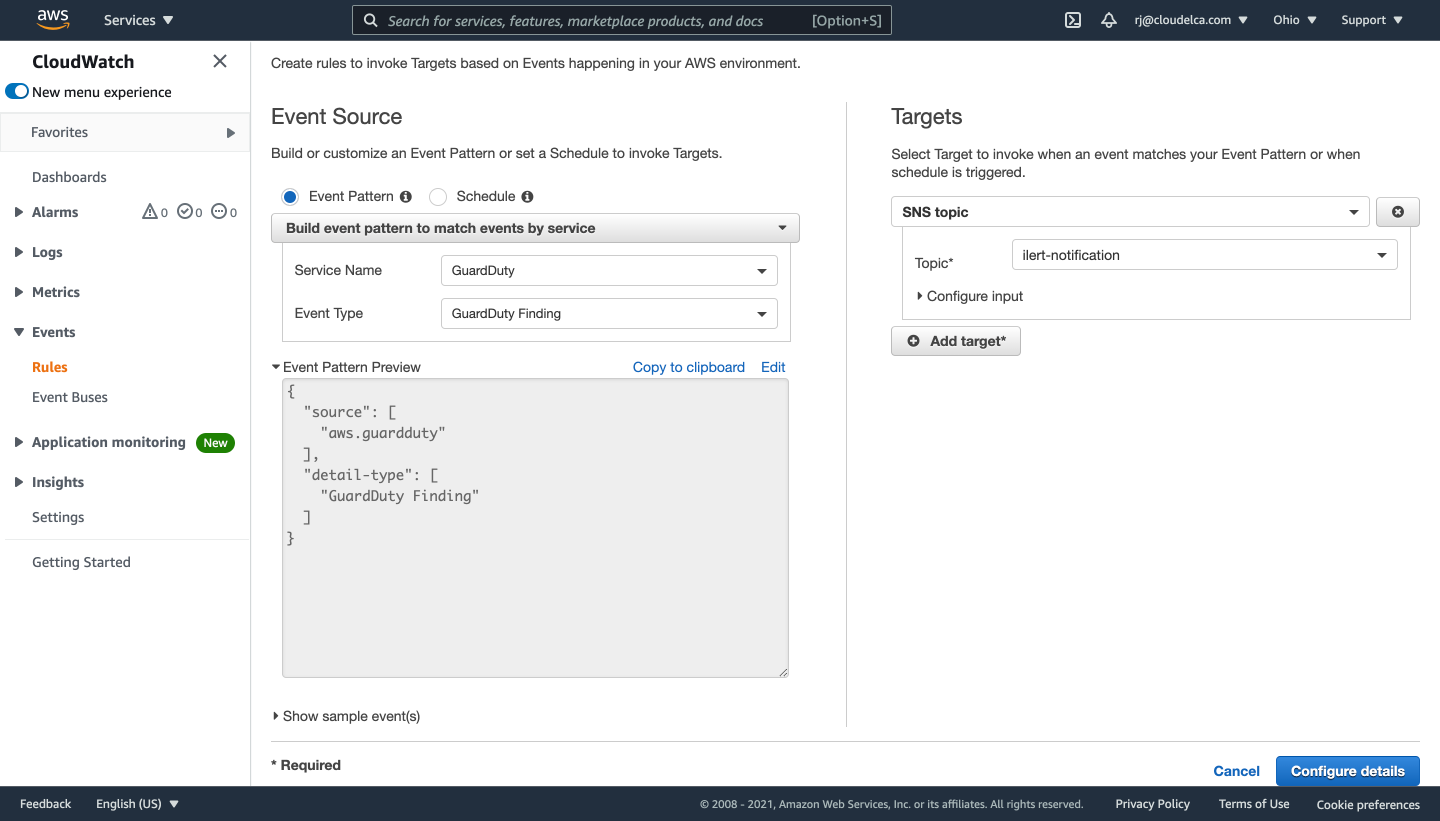 aws
Services
Search for services, features, marketplace products, and docs
[Option+S]
rj@cloudelca.com
Ohio
Support
CloudWatch
New menu experience
Favorites
Dashboards
Alarms
0
0
0
Logs
Metrics
Events
Rules
Event Buses
Application monitoring
New
Insights
Settings
Getting Started
Create rules to invoke Targets based on Events happening in your AWS environment.
Event Source
Build or customize an Event Pattern or set a Schedule to invoke Targets.
Event Pattern
Schedule
Build event pattern to match events by service
Service Name
GuardDuty
Event Type
GuardDuty Finding
Event Pattern Preview
Copy to clipboard
Edit
{
  "source": [
    "aws.guardduty"
  ],
  "detail-type": [
    "GuardDuty Finding"
  ]
}
Show sample event(s)
Targets
Select Target to invoke when an event matches your Event Pattern or when
schedule is triggered.
SNS topic
Topic*
ilert-notification
Configure input
Add target*
* Required
Cancel
Configure details
Feedback
English (US)
© 2008 - 2021, Amazon Web Services, Inc. or its affiliates. All rights reserved.
Privacy Policy
Terms of Use
Cookie preferences